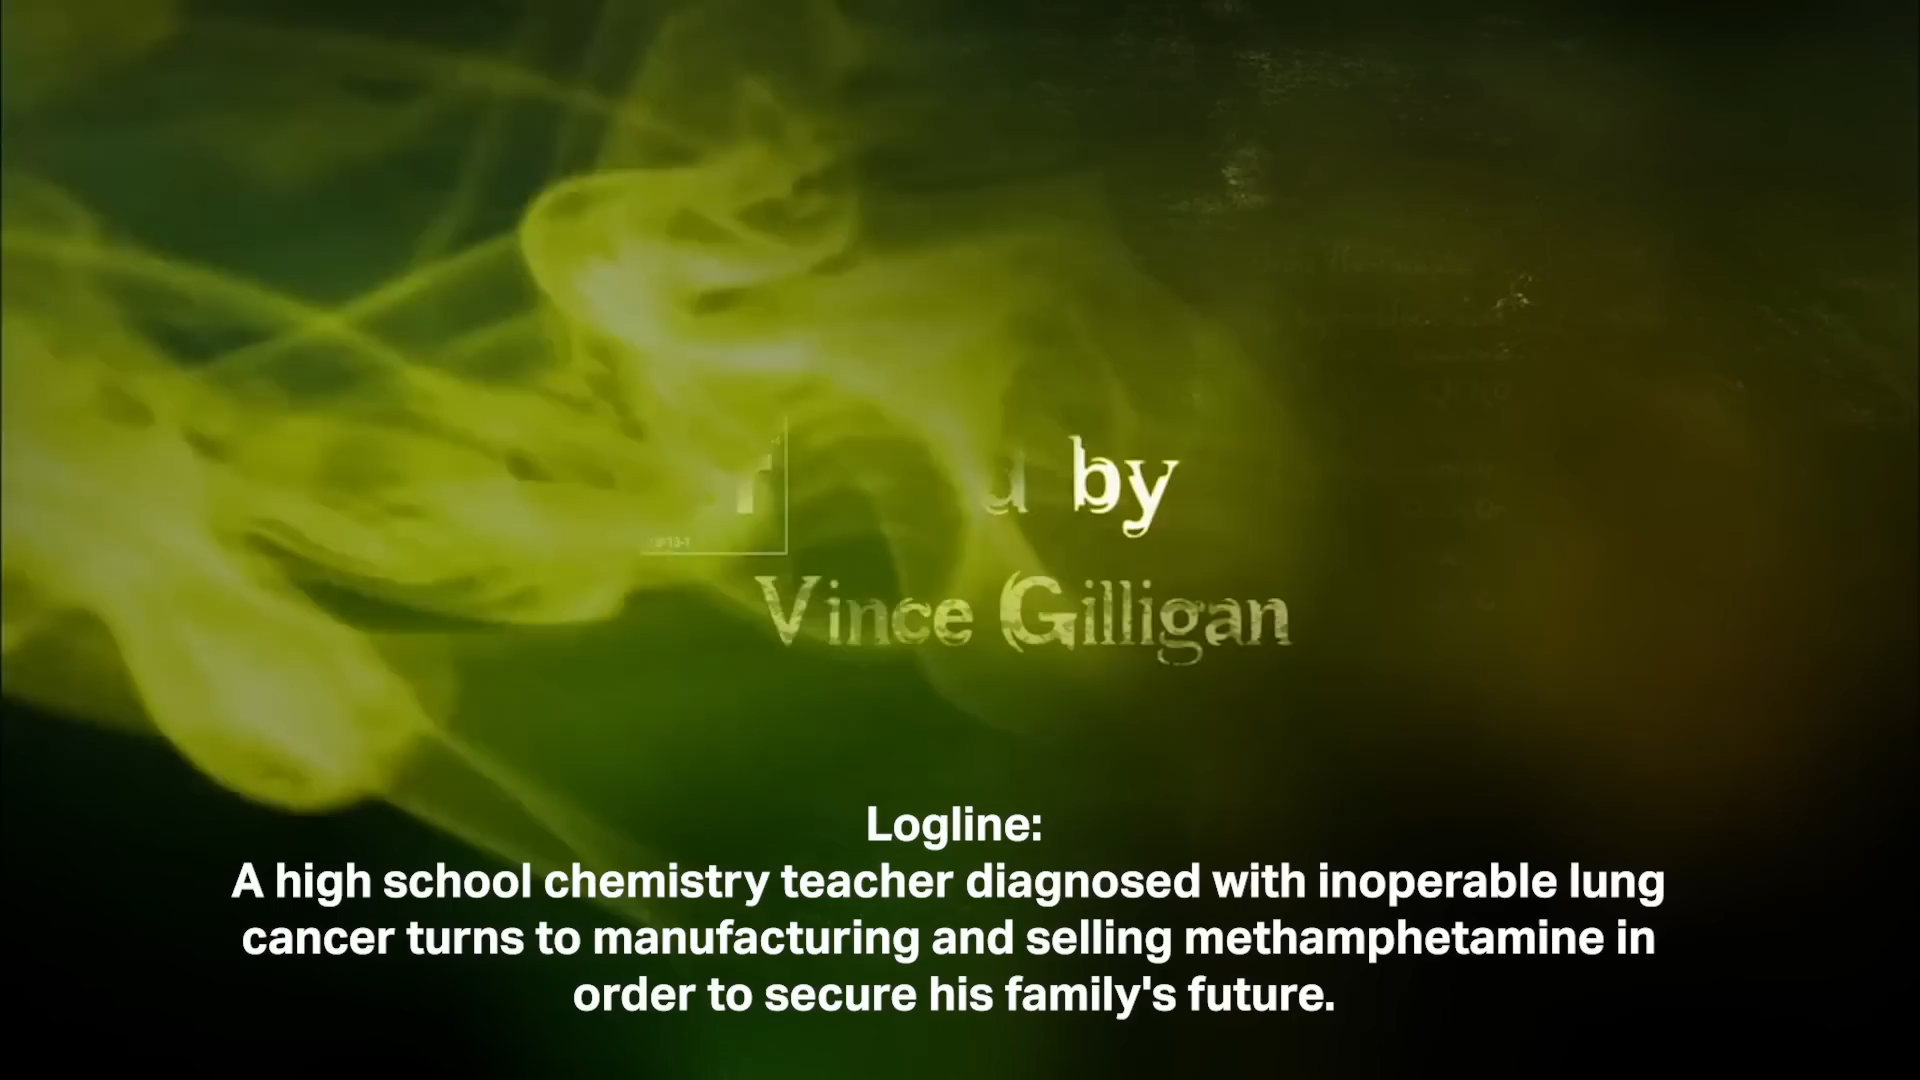 by
Vince Gilligan
Logline:
A high school chemistry teacher diagnosed with inoperable lung
cancer turns to manufacturing and selling methamphetamine in
order to secure his family's future.